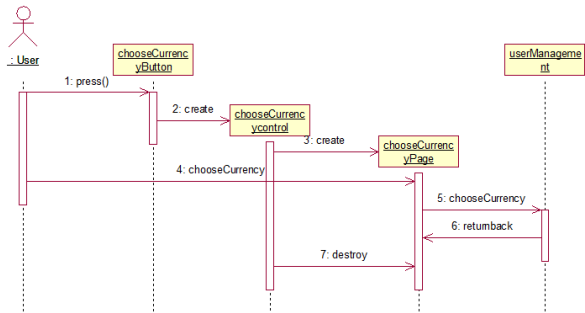 : User
chooseCurrenc
yButton
userManageme
nt
1: press()
2: create
chooseCurrenc
ycontrol
3: create
chooseCurrenc
yPage
4: chooseCurrency
5: chooseCurrency
6: returnback
7: destroy